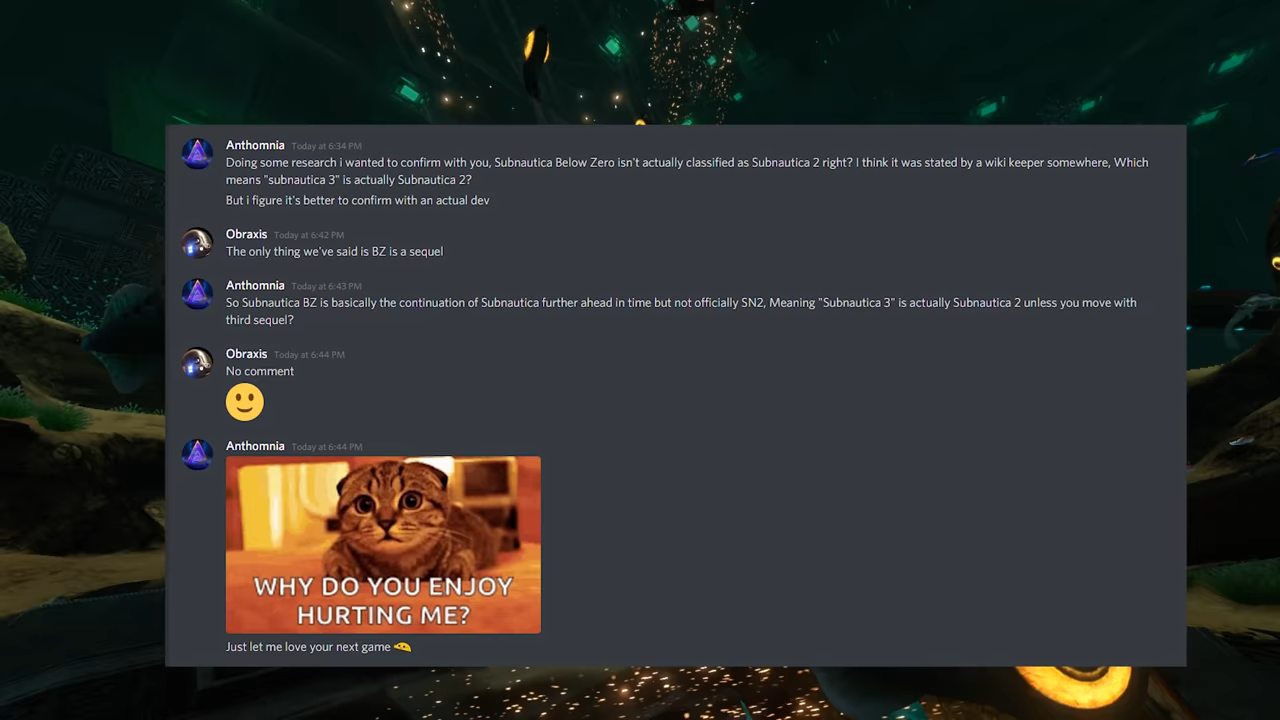 Anthomnia Today at 6:34 PM
Doing some research i wanted to confirm with you, Subnautica Below Zero isn't actually classified as Subnautica 2 right? I think it was stated by a wiki keeper somewhere, Which
means "subnautica 3" is actually Subnautica 2?
But i figure it's better to confirm with an actual dev
Obraxis Today at 6:42 PM
The only thing we've said is BZ is a sequel
Anthomnia Today at 6:43 PM
So Subnautica BZ is basically the continuation of Subnautica further ahead in time but not officially SN2, Meaning "Subnautica 3" is actually Subnautica 2 unless you move with
third sequel?
Obraxis Today at 6:44 PM
No comment
Anthomnia Today at 6:44 PM
WHY DO YOU ENJOY
HURTING ME?
Just let me love your next game